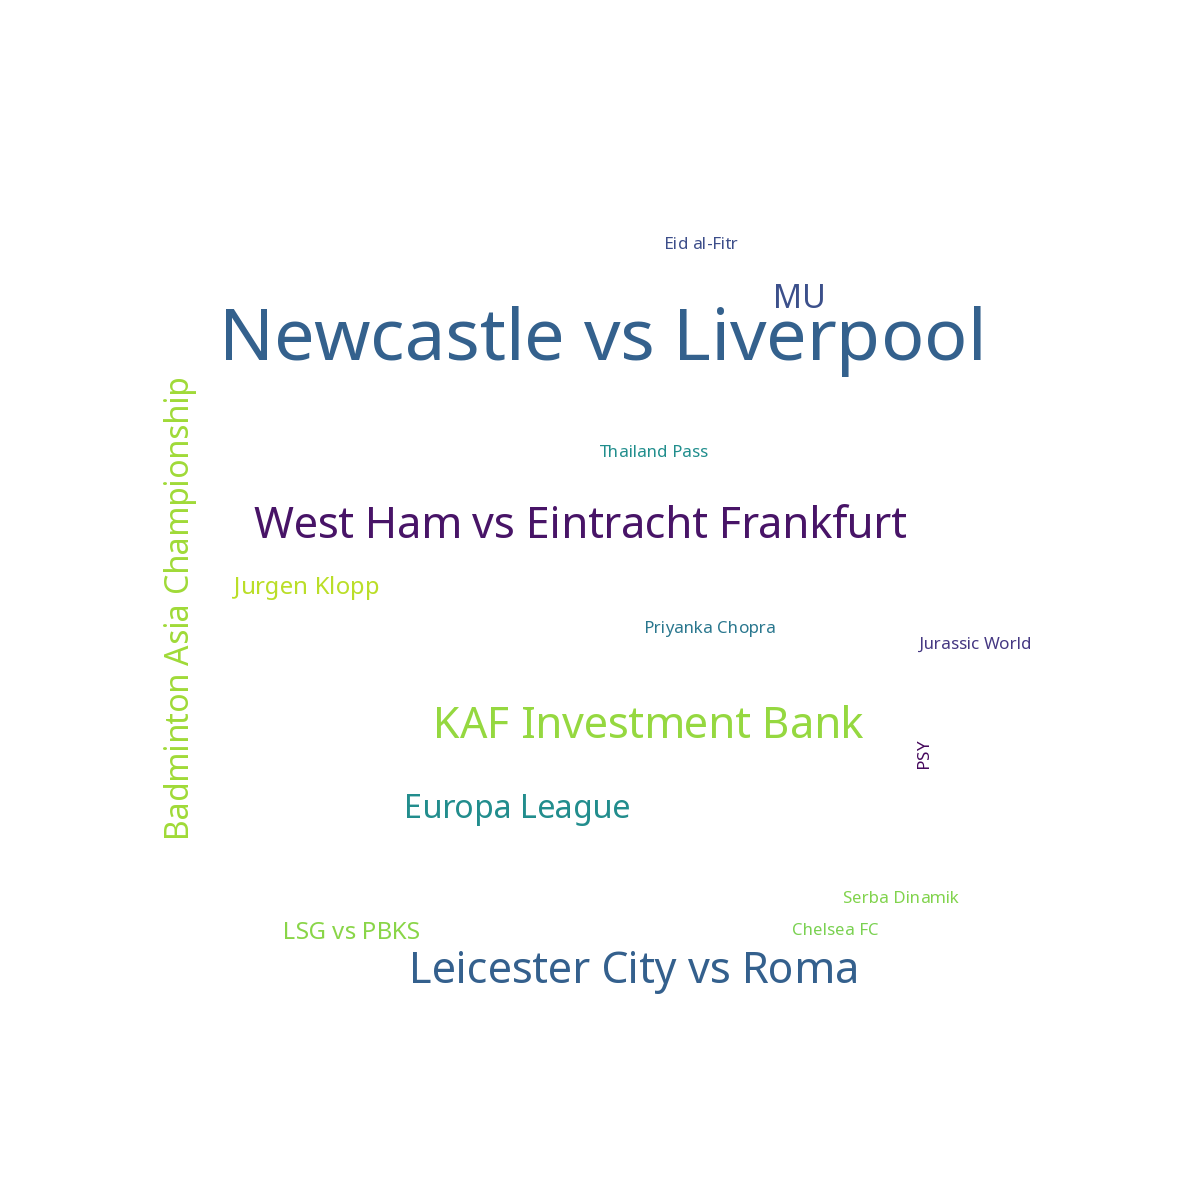 Eid al-Fitr
MU
Newcastle vs Liverpool
Badminton Asia Championship
Thailand Pass
West Ham vs Eintracht Frankfurt
Jurgen Klopp
Priyanka Chopra
Jurassic World
KAF Investment Bank
PSY
Europa League
Serba Dinamik
LSG vs PBKS
Chelsea FC
Leicester City vs Roma